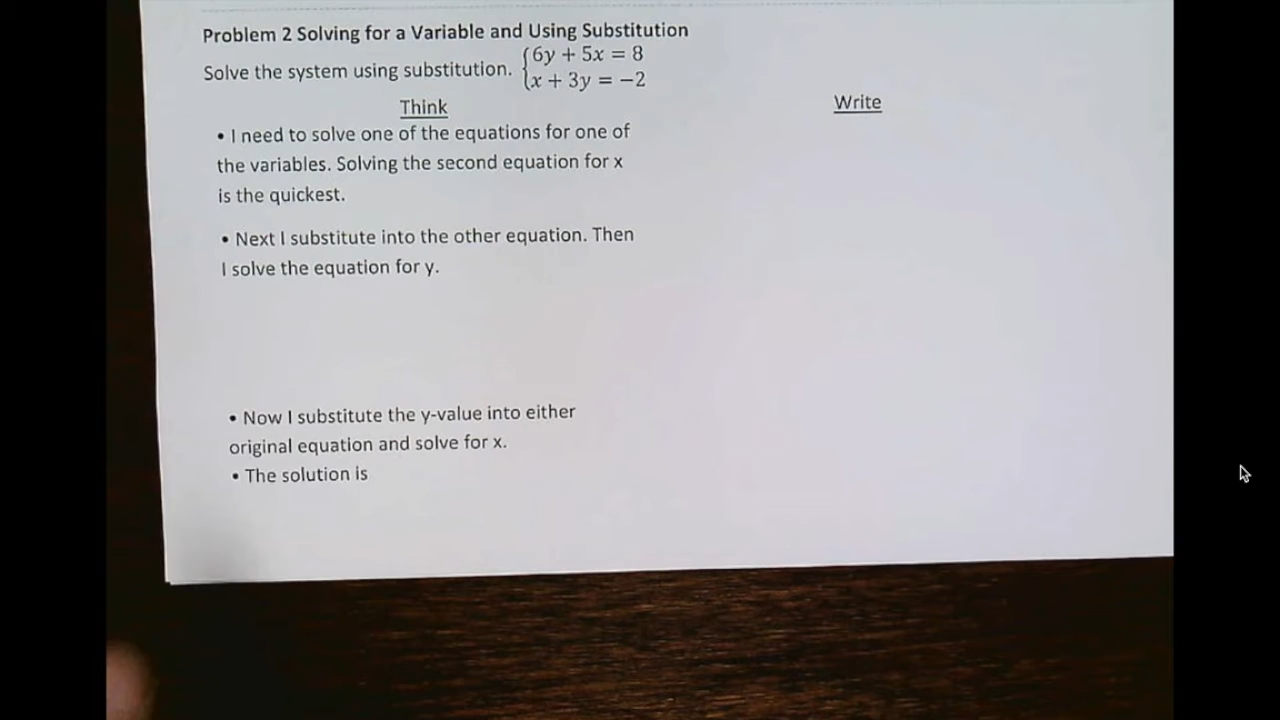 Problem 2 Solving for a Variable and Using Substitution
Solve the system using substitution. {6y + 5x = 8
{x + 3y = −2
Think
Write
• I need to solve one of the equations for one of
the variables. Solving the second equation for x
is the quickest.
• Next I substitute into the other equation. Then
I solve the equation for y.
• Now I substitute the y-value into either
original equation and solve for x.
• The solution is